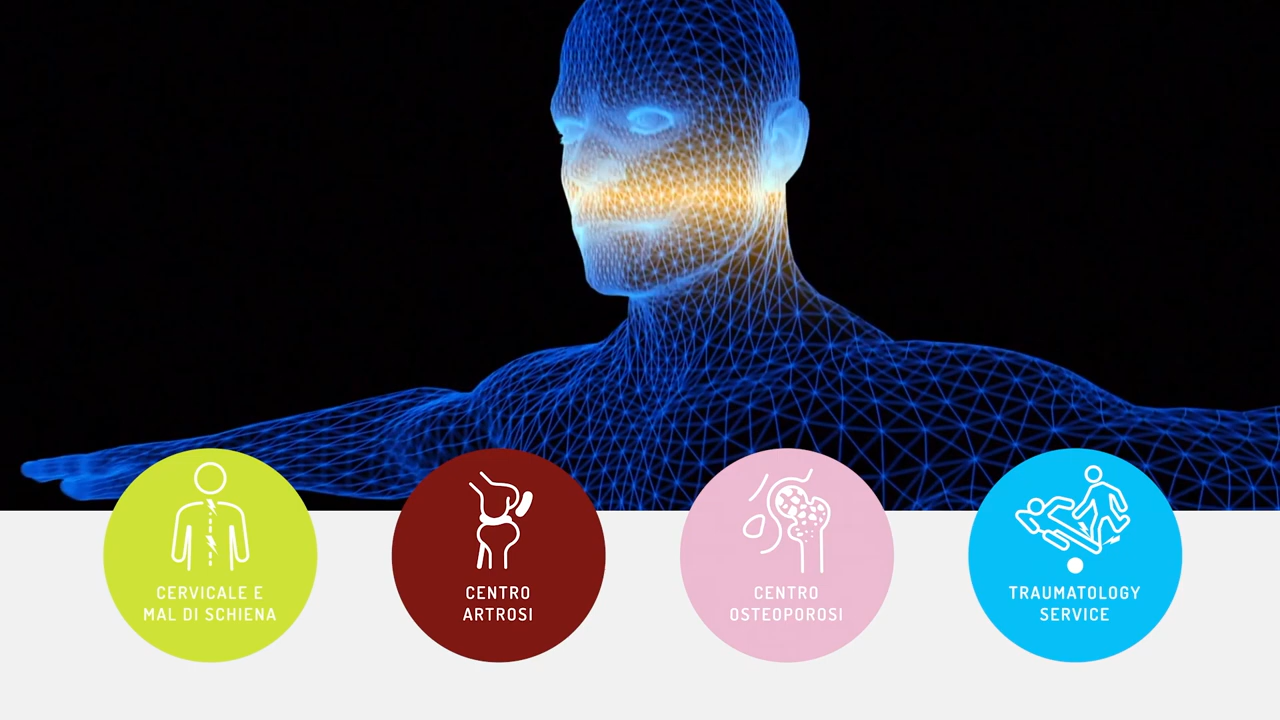 CERVICALE E
MAL DI SCHIENA
CENTRO
ARTROSI
CENTRO
OSTEOPOROSI
TRAUMATOLOGY
SERVICE